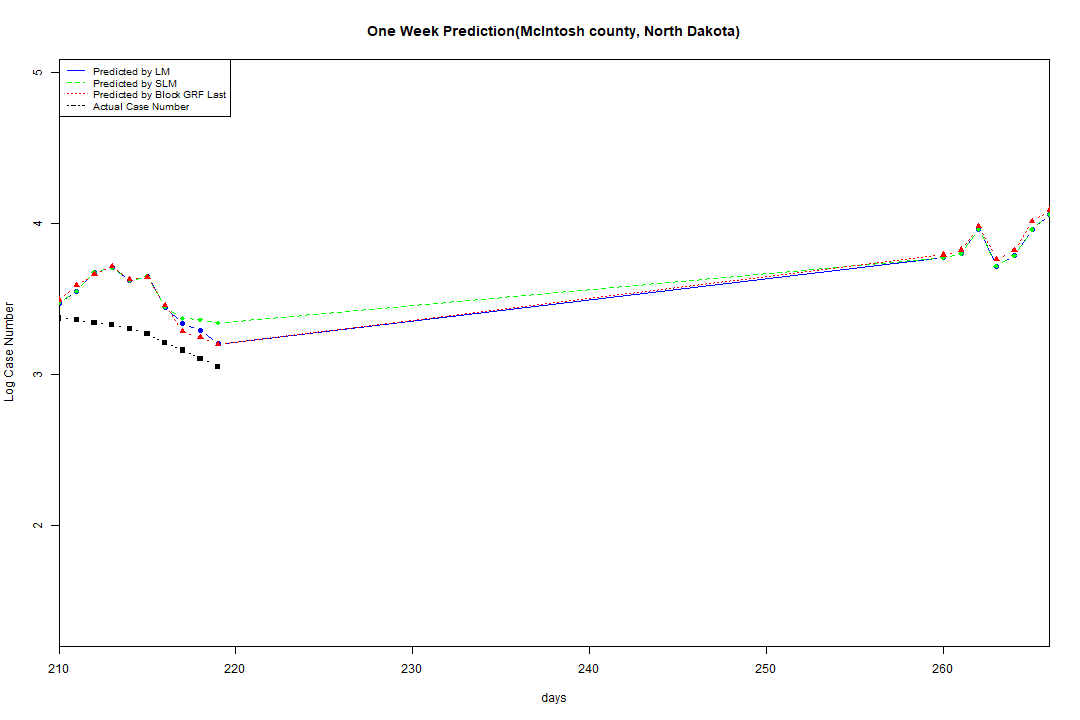 One Week Prediction(McIntosh county, North Dakota)
Predicted by LM
Predicted by SLM
Predicted by Block GRF Last
Actual Case Number
5
4
3
2
Log Case Number
210 220 230 240 250 260
days